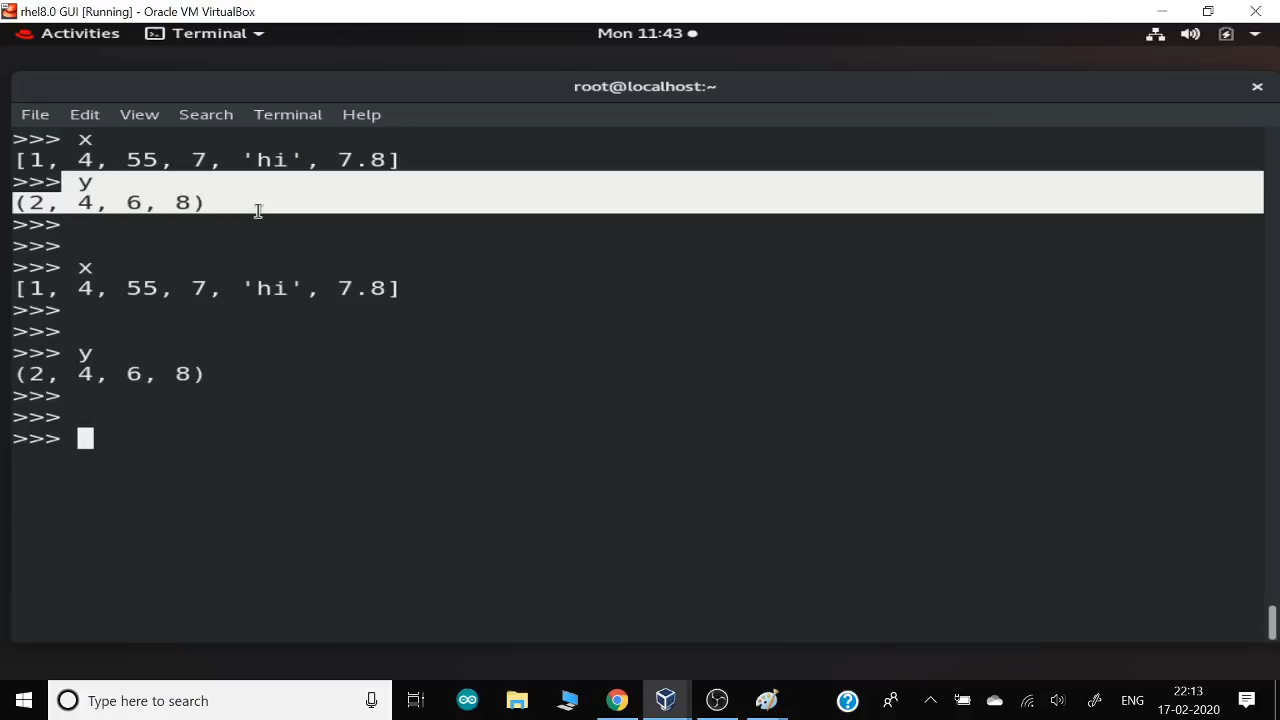 rhel8.0 GUI [Running] - Oracle VM VirtualBox
Activities Terminal Mon 11:43
root@localhost:~
File Edit View Search Terminal Help
>>> x
[1, 4, 55, 7, 'hi', 7.8]
>>> y
(2, 4, 6, 8)
>>>
>>>
>>> x
[1, 4, 55, 7, 'hi', 7.8]
>>>
>>>
>>> y
(2, 4, 6, 8)
>>>
>>>
>>>
Type here to search
ENG
22:13
17-02-2020